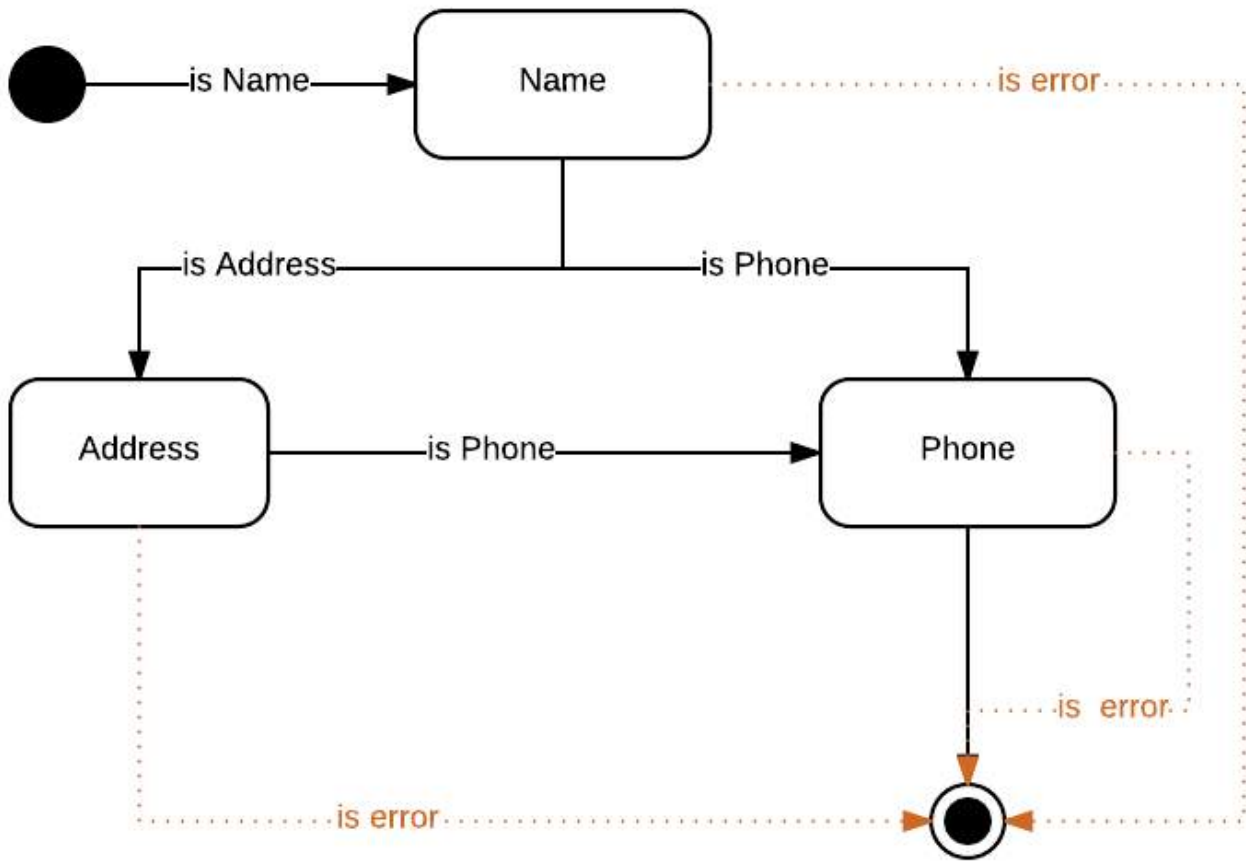 is Name
Name
is error
is Address
is Phone
Address
is Phone
Phone
is error
is error